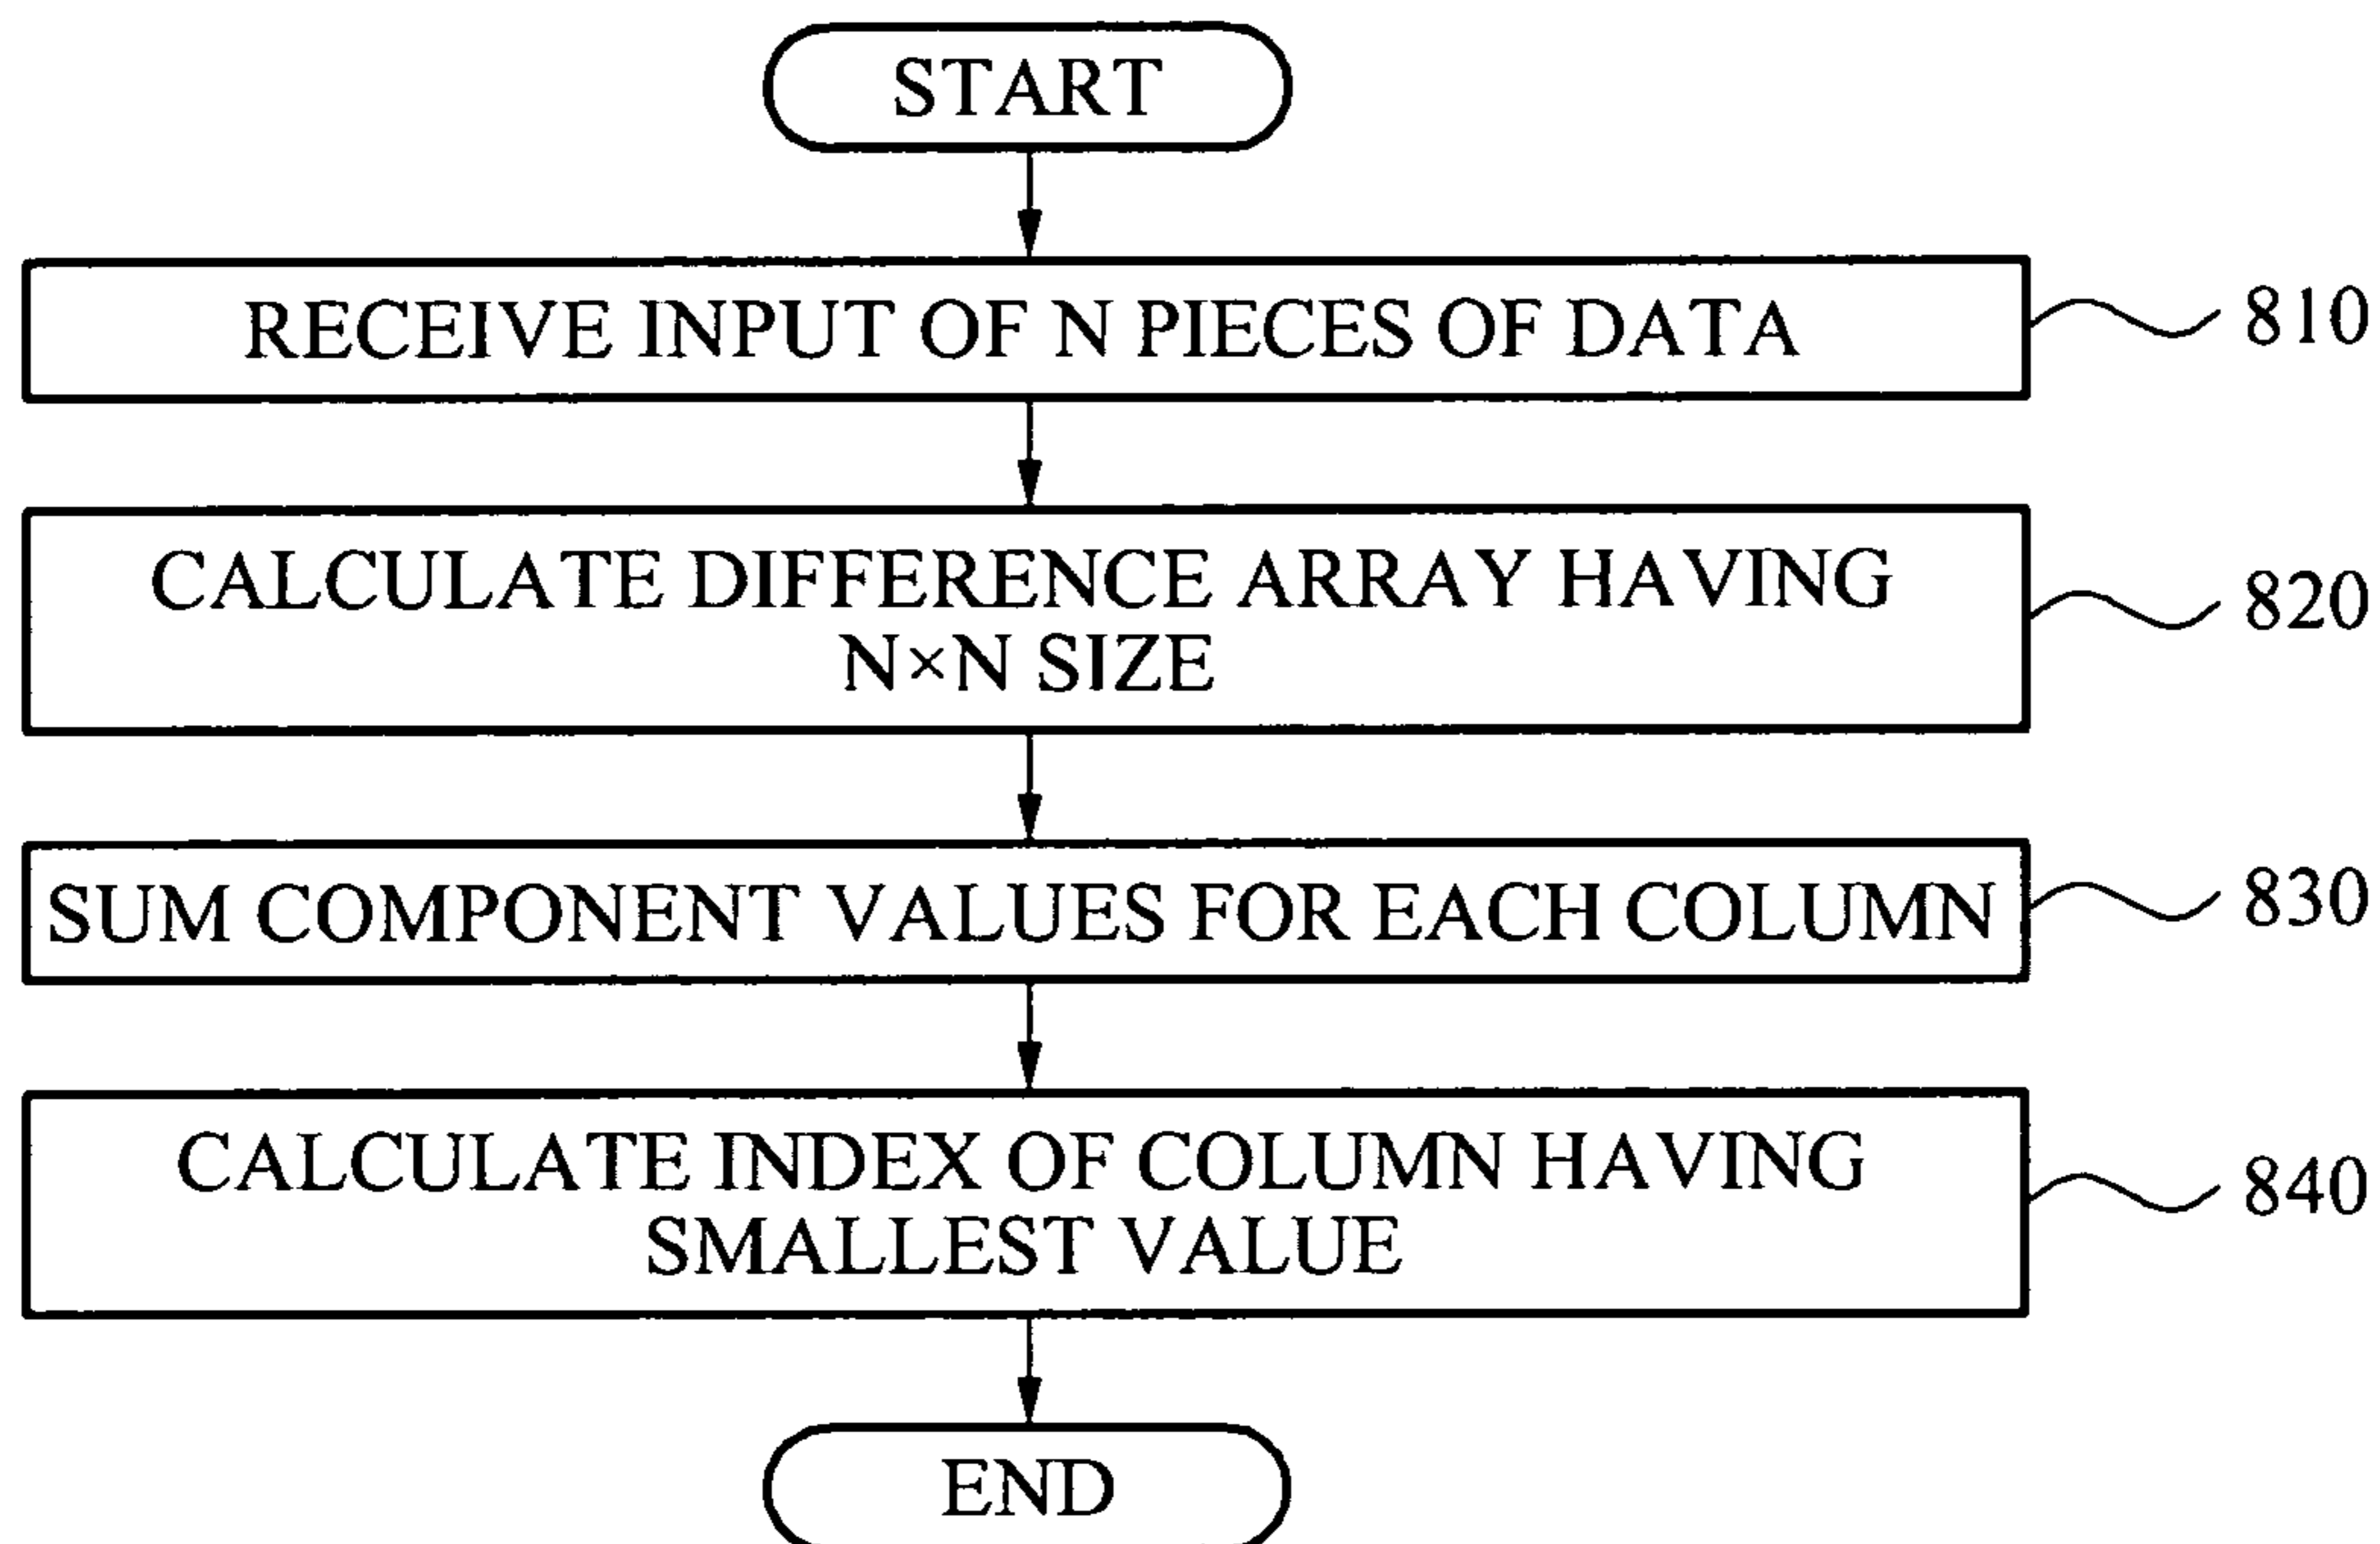 START
RECEIVE INPUT OF N PIECES OF DATA
810
CALCULATE DIFFERENCE ARRAY HAVING
N×N SIZE
820
SUM COMPONENT VALUES FOR EACH COLUMN
830
CALCULATE INDEX OF COLUMN HAVING
SMALLEST VALUE
840
END